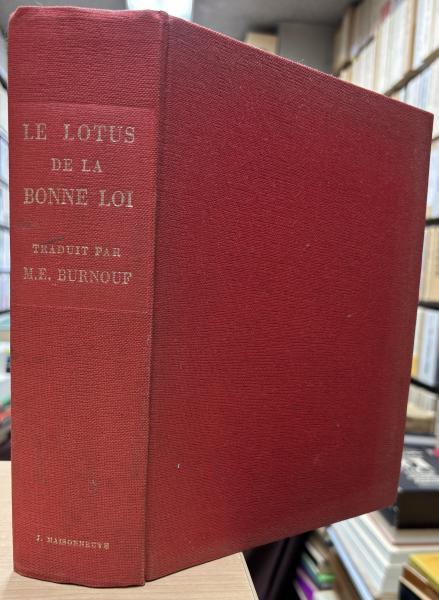 LE LOTUS
DE LA
BONNE LOI
TRADUIT PAR
M.E. BURNOUF
J. MAISONNEUVE